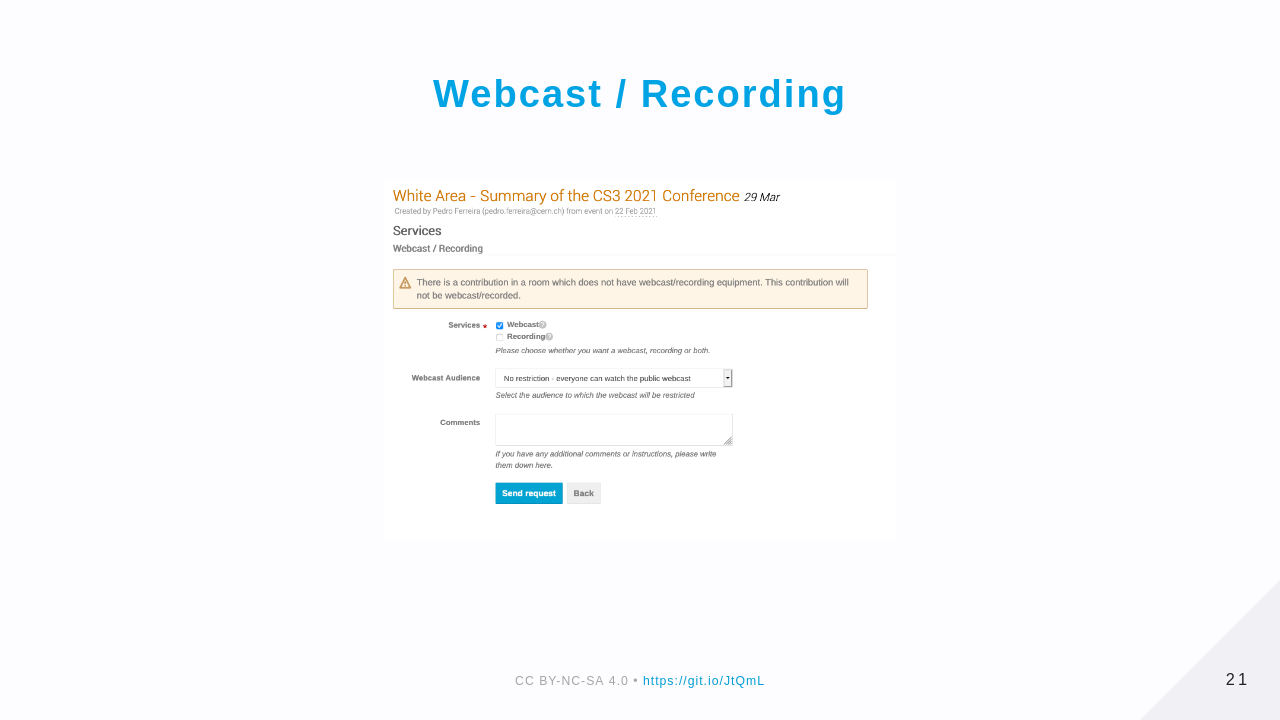 Webcast / Recording
White Area - Summary of the CS3 2021 Conference 29 Mar
Created by Pedro Ferreira (pedro.ferreira@cern.ch) from event on 22 Feb 2021
Services
Webcast / Recording
There is a contribution in a room which does not have webcast/recording equipment. This contribution will
not be webcast/recorded.
Services *
Webcast?
Recording?
Please choose whether you want a webcast, recording or both.
Webcast Audience
No restriction - everyone can watch the public webcast
Select the audience to which the webcast will be restricted
Comments
If you have any additional comments or instructions, please write
them down here.
Send request Back
CC BY-NC-SA 4.0 • https://git.io/JtQmL
21